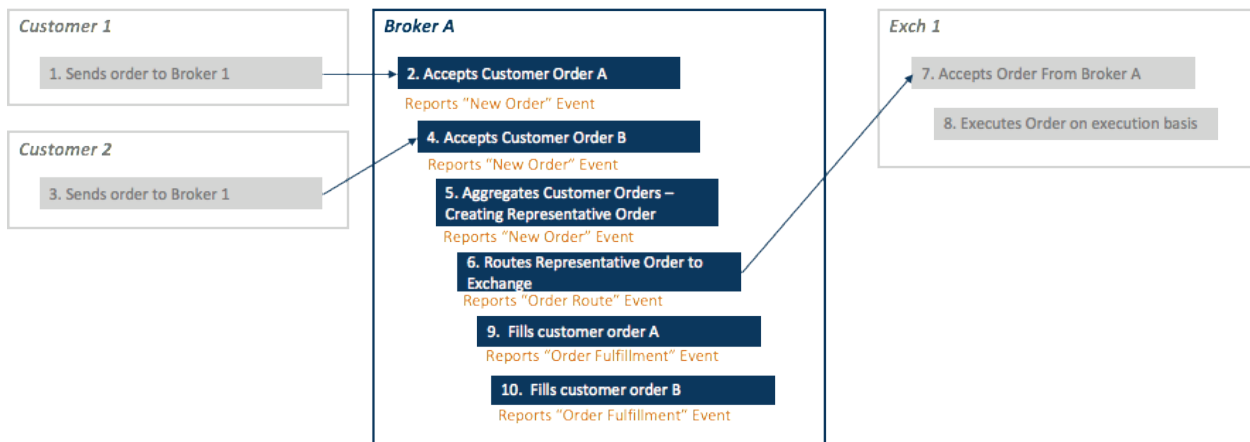 Customer 1
1. Sends order to Broker 1
Customer 2
3. Sends order to Broker 1
Broker A
2. Accepts Customer Order A
Reports "New Order" Event
4. Accepts Customer Order B
Reports "New Order" Event
5. Aggregates Customer Orders –
Creating Representative Order
Reports "New Order" Event
6. Routes Representative Order to
Exchange
Reports "Order Route" Event
9. Fills customer order A
Reports "Order Fulfillment" Event
10. Fills customer order B
Reports "Order Fulfillment" Event
Exch 1
7. Accepts Order From Broker A
8. Executes Order on execution basis